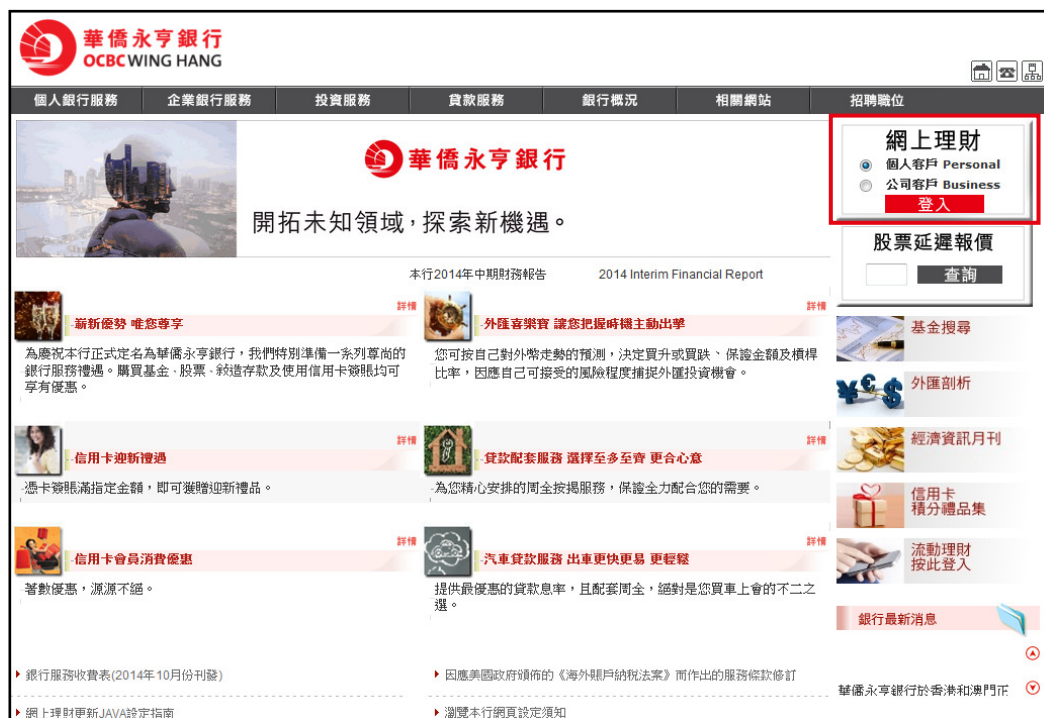 華僑永亨銀行
OCBC WING HANG
個人銀行服務 企業銀行服務 投資服務 貸款服務 銀行概況 相關網站 招聘職位
華僑永亨銀行
開拓未知領域，探索新機遇。
網上理財
個人客戶 Personal
公司客戶 Business
登入
股票延遲報價
查詢
本行2014年中期財務報告 2014 Interim Financial Report
詳情
嶄新優勢 唯您尊享
為慶祝本行正式定名為華僑永亨銀行，我們特別準備一系列尊尚的
銀行服務禮遇。購買基金、股票、敍造存款及使用信用卡簽賬均可
享有優惠。
詳情
外匯喜樂寶 讓您把握時機主動出擊
您可按自己對外幣走勢的預測，決定買升或買跌、保證金額及槓桿
比率，因應自己可接受的風險程度捕捉外匯投資機會。
詳情
信用卡迎新禮遇
憑卡簽賬滿指定金額，即可獲贈迎新禮品。
詳情
貸款配套服務 選擇至多至齊 更合心意
為您精心安排的周全按揭服務，保證全力配合您的需要。
詳情
信用卡會員消費優惠
著數優惠，源源不絕。
詳情
汽車貸款服務 出車更快更易 更輕鬆
提供最優惠的貸款息率，且配套周全，絕對是您買車上會的不二之
選。
基金搜尋
外匯剖析
經濟資訊月刊
信用卡
積分禮品集
流動理財
按此登入
銀行最新消息
華僑永亨銀行於香港和澳門正
銀行服務收費表(2014年10月份刊發)
因應美國政府頒佈的《海外賬戶納稅法案》而作出的服務條款修訂
網上理財更新JAVA設定指南
瀏覽本行網頁設定須知